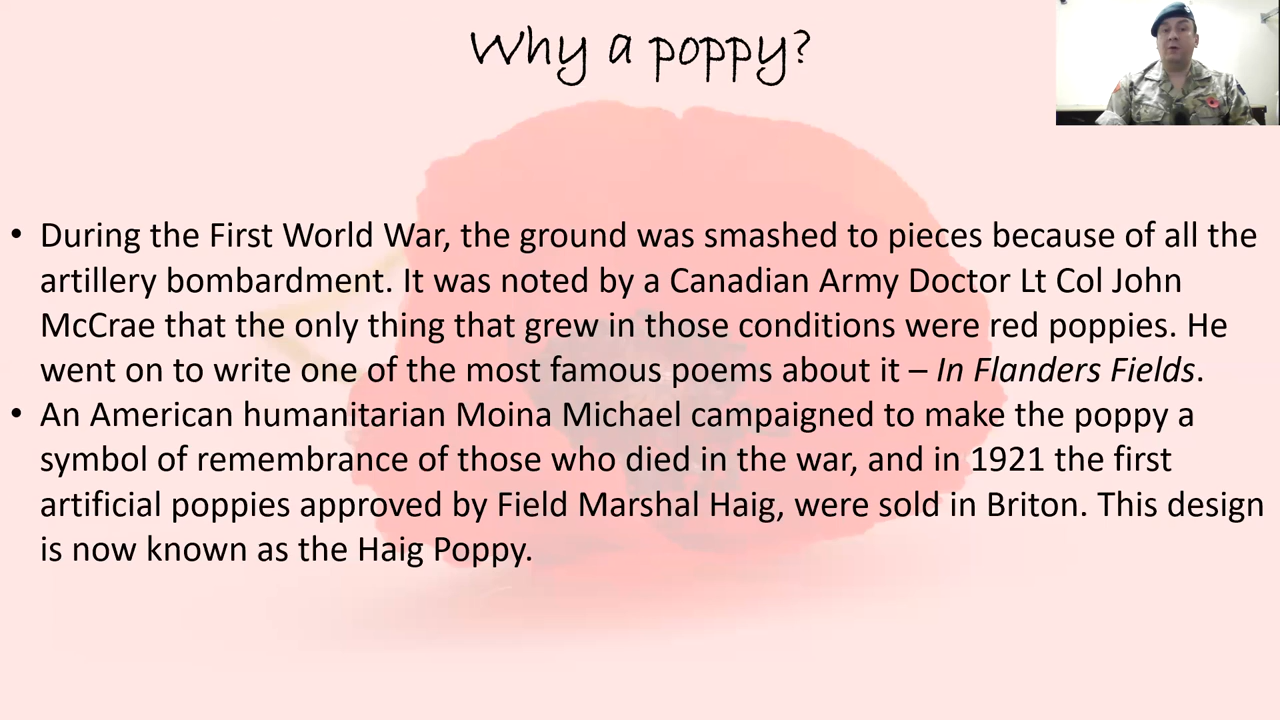 Why a poppy?
• During the First World War, the ground was smashed to pieces because of all the
artillery bombardment. It was noted by a Canadian Army Doctor Lt Col John
McCrae that the only thing that grew in those conditions were red poppies. He
went on to write one of the most famous poems about it – In Flanders Fields.
• An American humanitarian Moina Michael campaigned to make the poppy a
symbol of remembrance of those who died in the war, and in 1921 the first
artificial poppies approved by Field Marshal Haig, were sold in Briton. This design
is now known as the Haig Poppy.